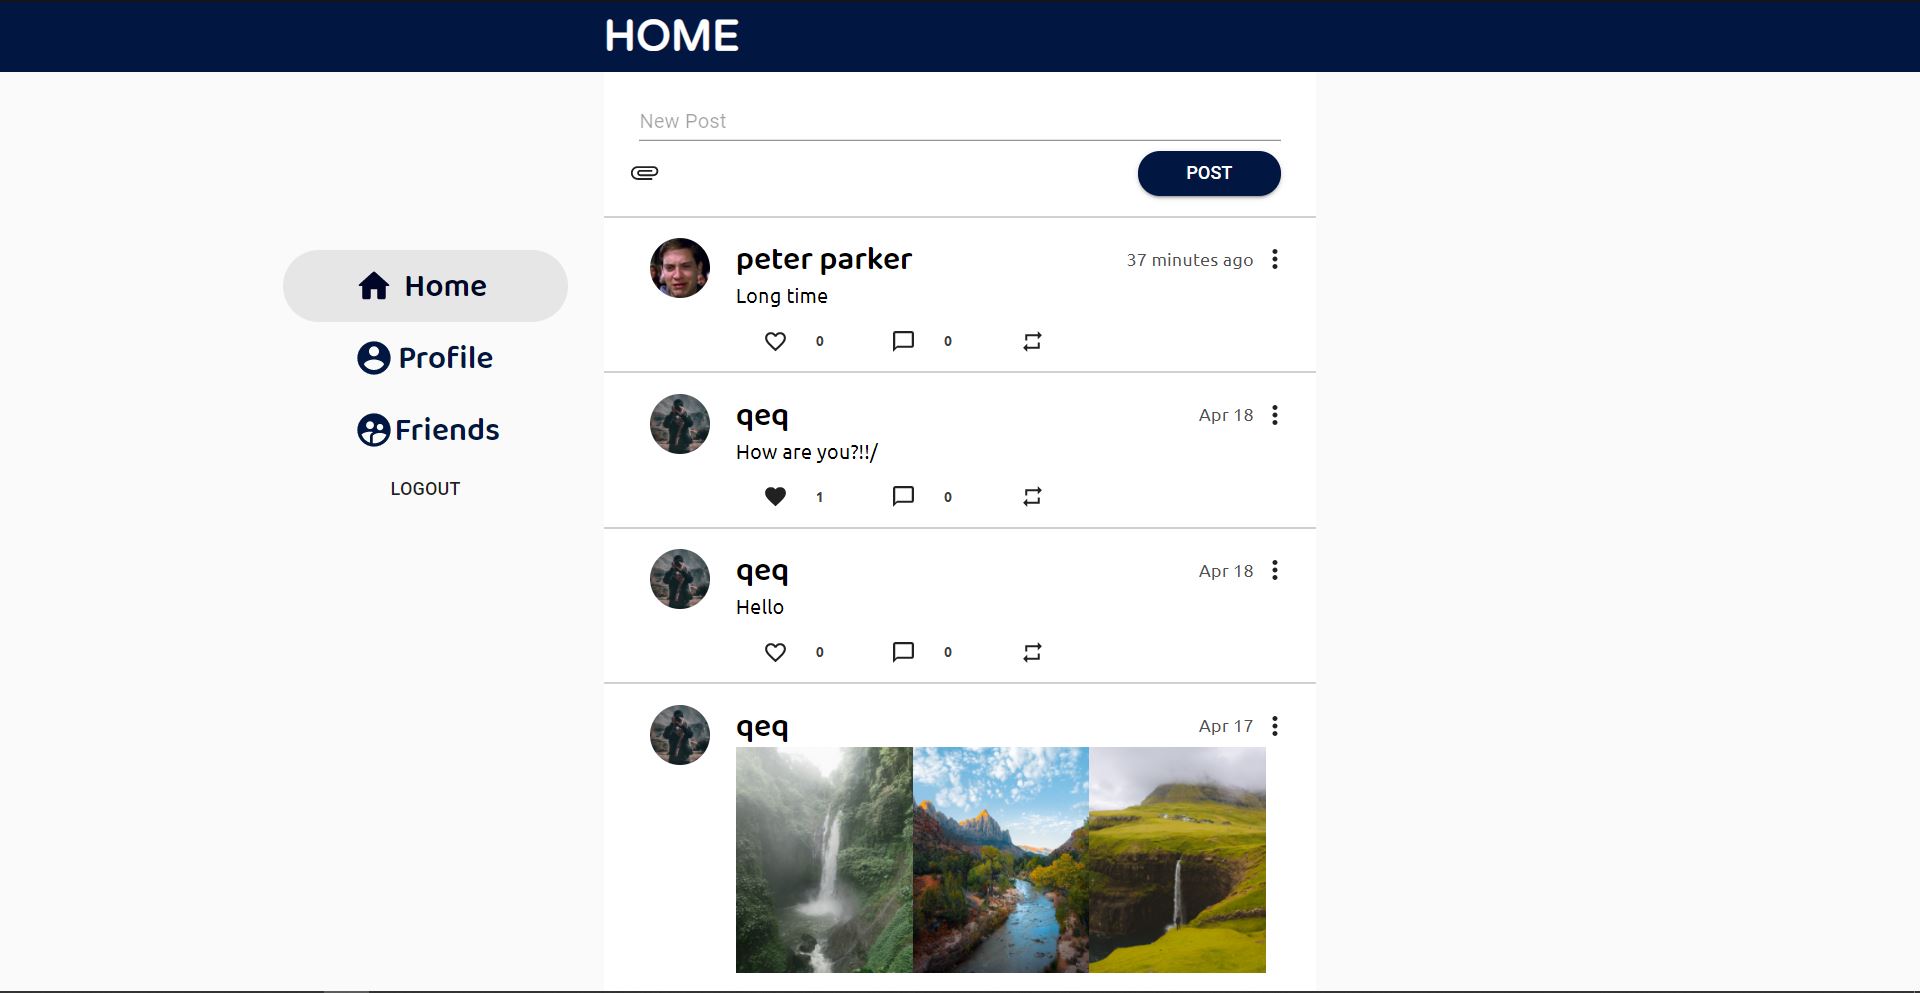 HOME
New Post
POST
Home
Profile
Friends
LOGOUT
peter parker
37 minutes ago
Long time
0
0
qeq
Apr 18
How are you?!!/
1
0
qeq
Apr 18
Hello
0
0
qeq
Apr 17